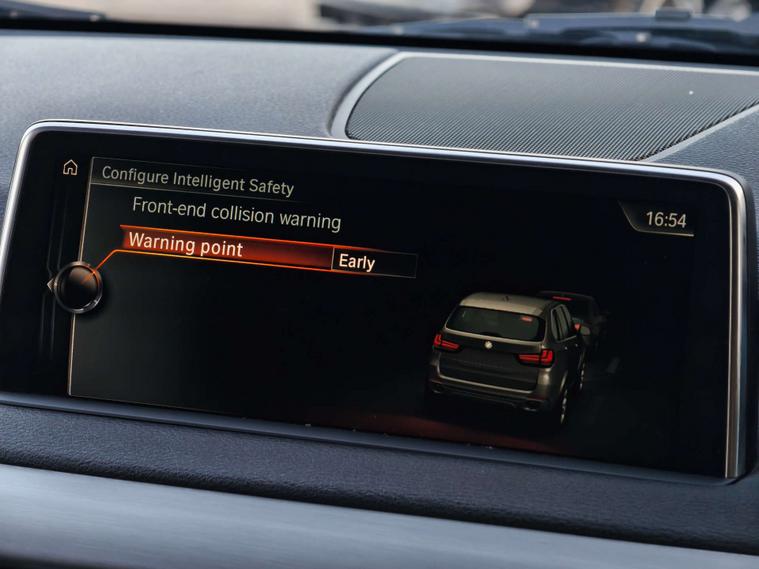 Configure Intelligent Safety
Front-end collision warning
16:54
Warning point Early